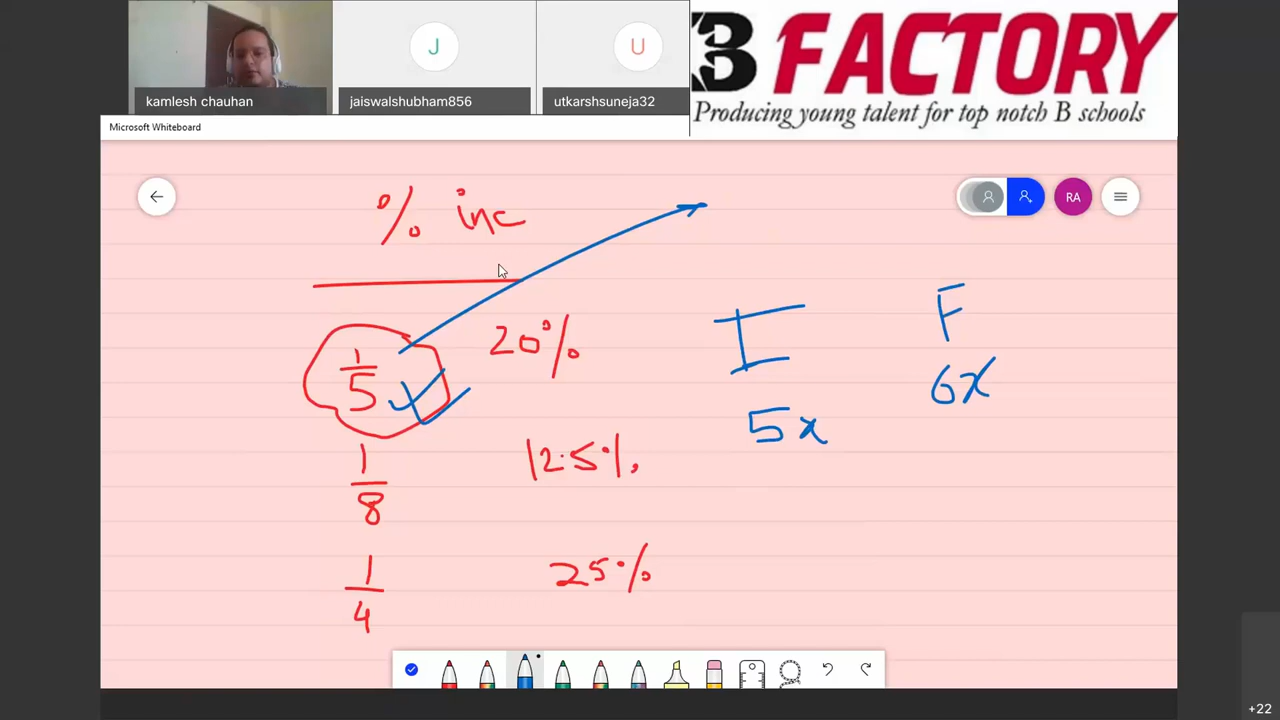 J
U
kamlesh chauhan
jaiswalshubham856
utkarshsuneja32
B FACTORY
Producing young talent for top notch B schools
Microsoft Whiteboard
RA
% inc
1/5 20%
I F
5x 6x
1/8 12.5%
1/4 25%
+22